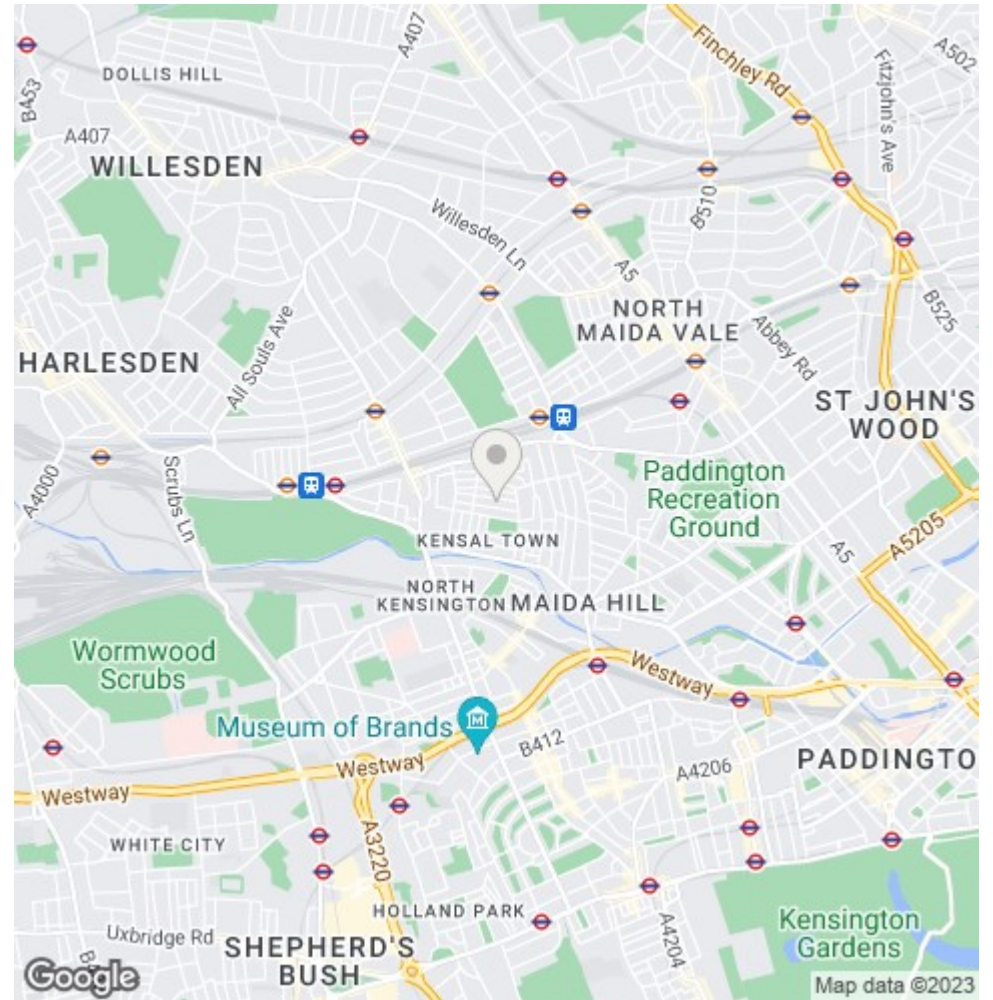 A407
Finchley Rd
A502
Fitzjohn's Ave
DOLLIS HILL
B453
A407
WILLESDEN
Willesden Ln
B510
A5
NORTH
MAIDA VALE
B525
Abbey Rd
HARLESDEN
All Souls Ave
ST JOHN'S
WOOD
A4000
Scrubs Ln
Paddington
Recreation
Ground
KENSAL TOWN
A5
A5205
NORTH
KENSINGTON
MAIDA HILL
Wormwood
Scrubs
Westway
Museum of Brands
B412
Westway
A4206
PADDINGTO
Westway
WHITE CITY
A3220
HOLLAND PARK
A4204
Kensington
Gardens
Uxbridge Rd
SHEPHERD'S
BUSH
Google
Map data ©2023